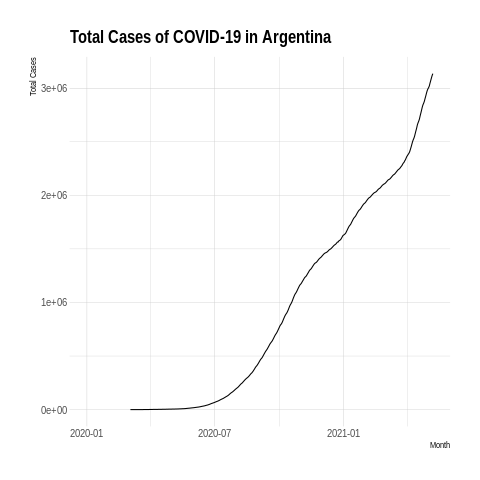 Total Cases of COVID-19 in Argentina
Total Cases
3e+06
2e+06
1e+06
0e+00
2020-01 2020-07 2021-01
Month